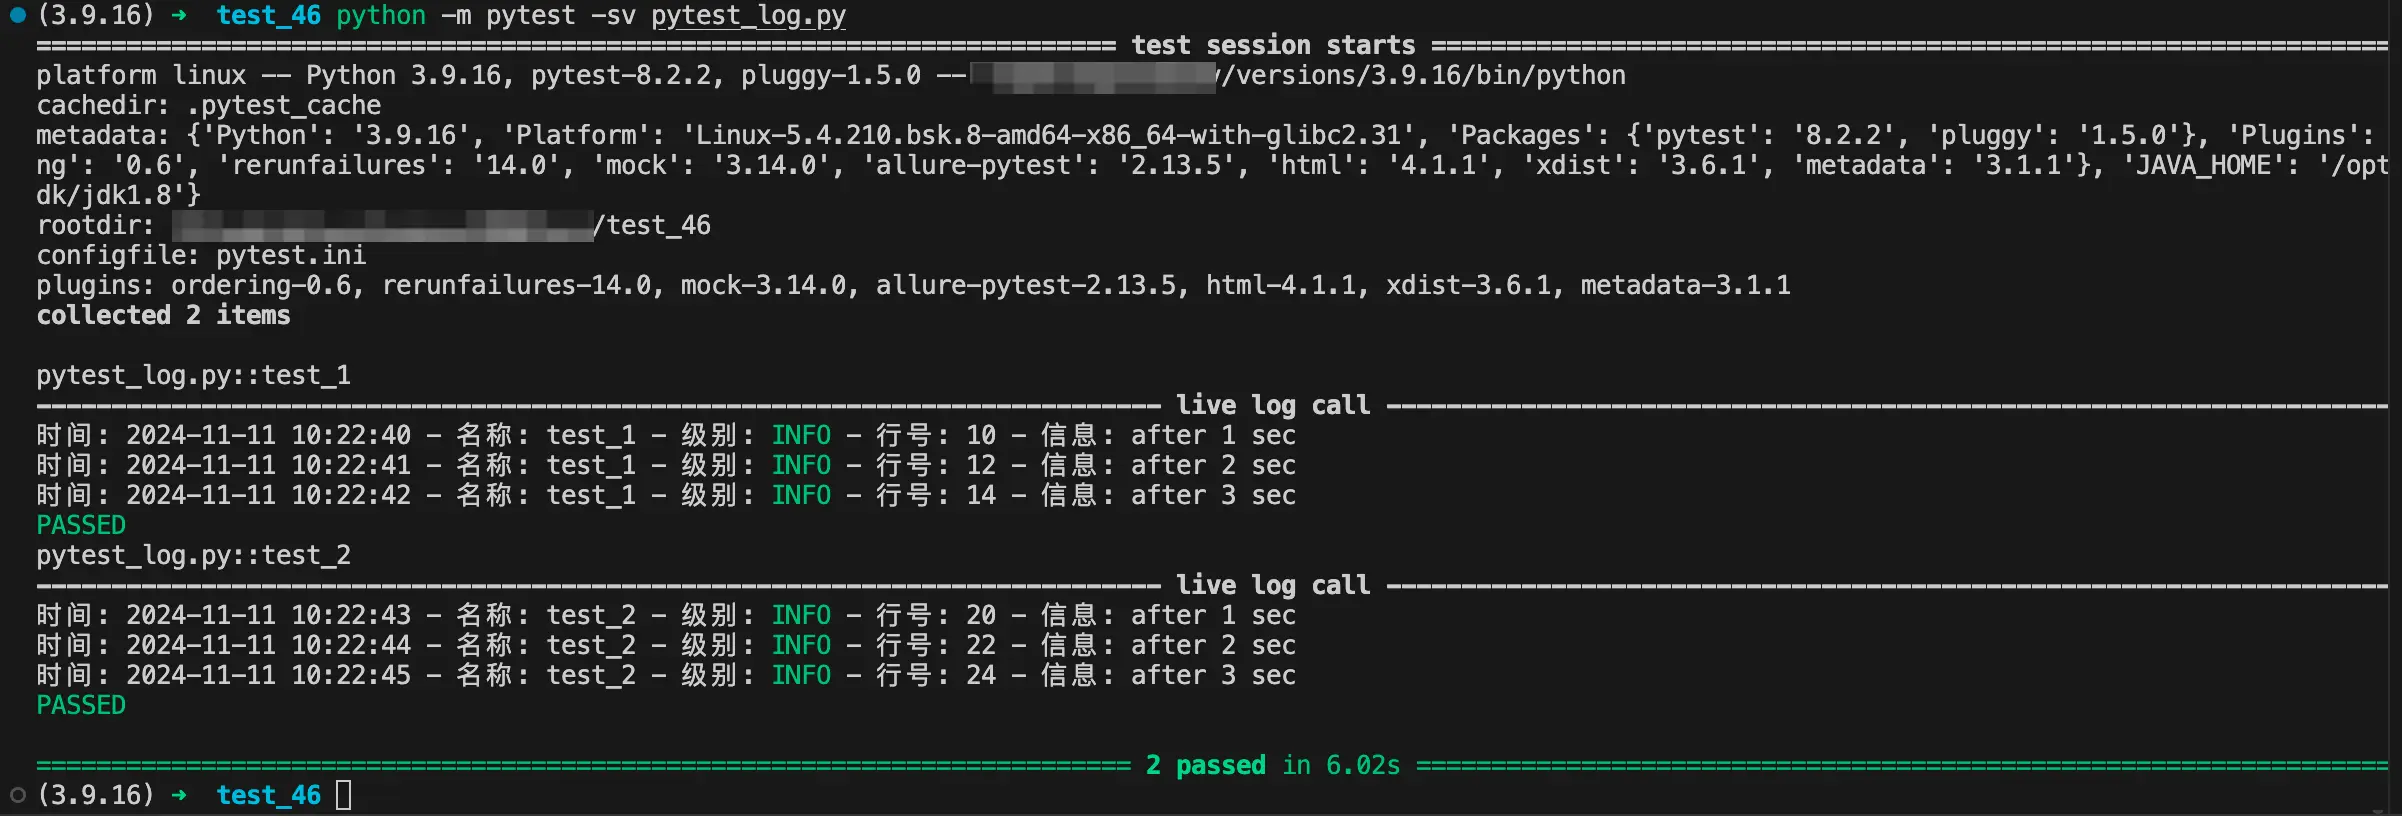 (3.9.16) ➜ test_46 python -m pytest -sv pytest_log.py
test session starts
platform linux -- Python 3.9.16, pytest-8.2.2, pluggy-1.5.0 -- /versions/3.9.16/bin/python
cachedir: .pytest_cache
metadata: {'Python': '3.9.16', 'Platform': 'Linux-5.4.210.bsk.8-amd64-x86_64-with-glibc2.31', 'Packages': {'pytest': '8.2.2', 'pluggy': '1.5.0'}, 'Plugins':
ng': '0.6', 'rerunfailures': '14.0', 'mock': '3.14.0', 'allure-pytest': '2.13.5', 'html': '4.1.1', 'xdist': '3.6.1', 'metadata': '3.1.1'}, 'JAVA_HOME': '/opt
dk/jdk1.8'}
rootdir: /test_46
configfile: pytest.ini
plugins: ordering-0.6, rerunfailures-14.0, mock-3.14.0, allure-pytest-2.13.5, html-4.1.1, xdist-3.6.1, metadata-3.1.1
collected 2 items
pytest_log.py::test_1
live log call
时间: 2024-11-11 10:22:40 - 名称: test_1 - 级别: INFO - 行号: 10 - 信息: after 1 sec
时间: 2024-11-11 10:22:41 - 名称: test_1 - 级别: INFO - 行号: 12 - 信息: after 2 sec
时间: 2024-11-11 10:22:42 - 名称: test_1 - 级别: INFO - 行号: 14 - 信息: after 3 sec
PASSED
pytest_log.py::test_2
live log call
时间: 2024-11-11 10:22:43 - 名称: test_2 - 级别: INFO - 行号: 20 - 信息: after 1 sec
时间: 2024-11-11 10:22:44 - 名称: test_2 - 级别: INFO - 行号: 22 - 信息: after 2 sec
时间: 2024-11-11 10:22:45 - 名称: test_2 - 级别: INFO - 行号: 24 - 信息: after 3 sec
PASSED
2 passed in 6.02s
(3.9.16) ➜ test_46